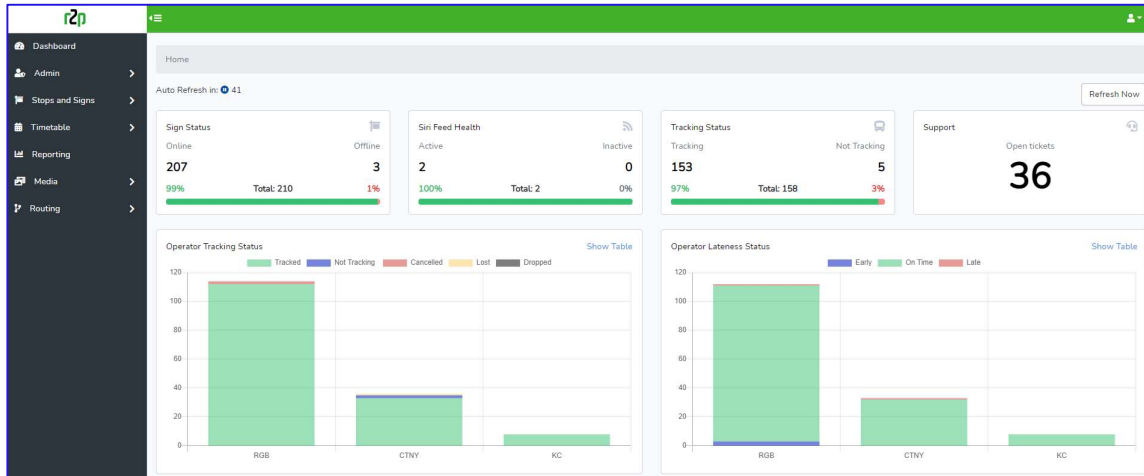 r2p
Dashboard
Admin
Stops and Signs
Timetable
Reporting
Media
Routing
Home
Auto Refresh in: 41
Refresh Now
Sign Status
Online Offline
207 3
99% Total: 210 1%
Siri Feed Health
Active Inactive
2 0
100% Total: 2 0%
Tracking Status
Tracking Not Tracking
153 5
97% Total: 158 3%
Support
Open tickets
36
Operator Tracking Status Show Table
Tracked Not Tracking Cancelled Lost Dropped
120
100
80
60
40
20
0
RGB CTNY KC
Operator Lateness Status Show Table
Early On Time Late
120
100
80
60
40
20
0
RGB CTNY KC